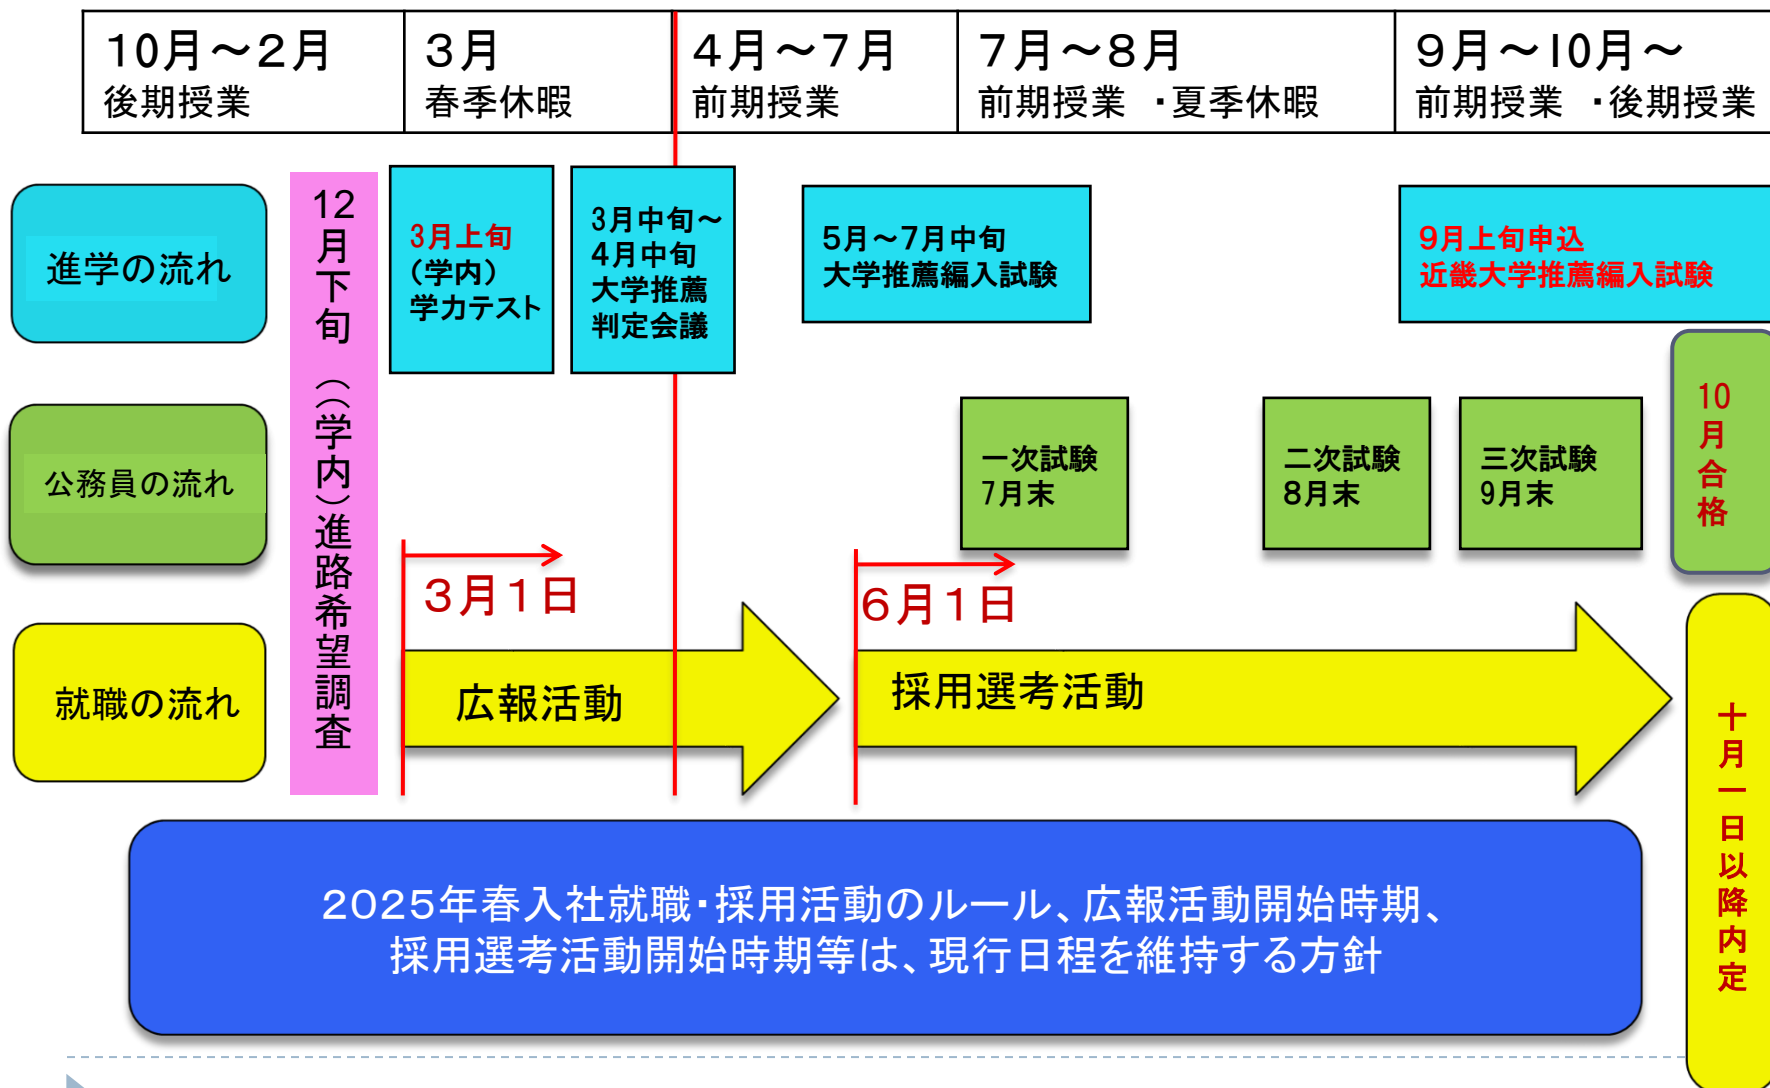 10月～2月
後期授業
3月
春季休暇
4月～7月
前期授業
7月～8月
前期授業 ・夏季休暇
9月～10月～
前期授業 ・後期授業
進学の流れ
12月下旬 （（学内）進路希望調査
3月上旬
（学内）
学力テスト
3月中旬～
4月中旬
大学推薦
判定会議
5月～7月中旬
大学推薦編入試験
9月上旬申込
近畿大学推薦編入試験
公務員の流れ
一次試験
7月末
二次試験
8月末
三次試験
9月末
10月合格
3月1日
6月1日
就職の流れ
広報活動
採用選考活動
十月一日以降内定
2025年春入社就職・採用活動のルール、広報活動開始時期、
採用選考活動開始時期等は、現行日程を維持する方針